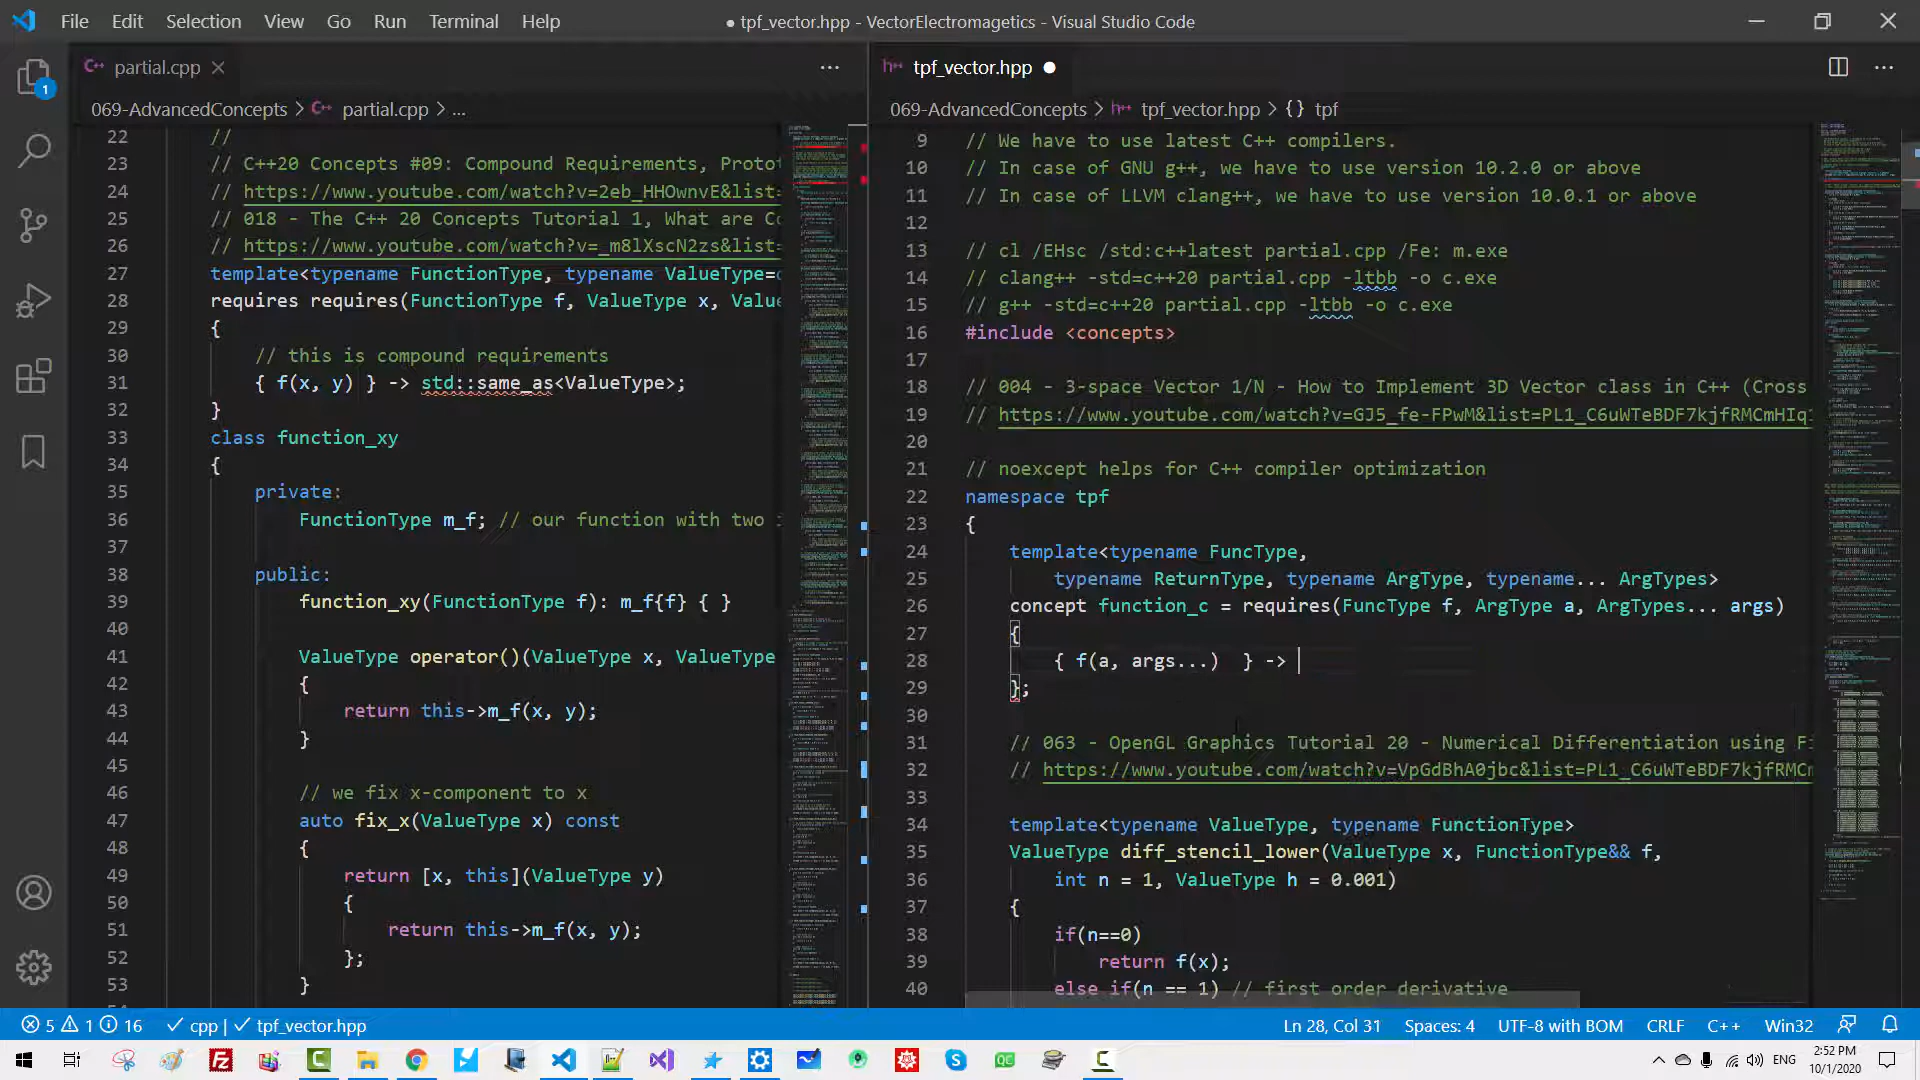 File Edit Selection View Go Run Terminal Help
● tpf_vector.hpp - VectorElectromagetics - Visual Studio Code
partial.cpp
069-AdvancedConcepts > partial.cpp > ...
22 //
23 // C++20 Concepts #09: Compound Requirements, Protot
24 // https://www.youtube.com/watch?v=2eb_HHOwnvE&list=
25 // 018 - The C++ 20 Concepts Tutorial 1, What are Co
26 // https://www.youtube.com/watch?v=_m8lXscN2zs&list=
27 template<typename FunctionType, typename ValueType=
28 requires requires(FunctionType f, ValueType x, Value
29 {
30 // this is compound requirements
31 { f(x, y) } -> std::same_as<ValueType>;
32 }
33 class function_xy
34 {
35 private:
36 FunctionType m_f; // our function with two
37
38 public:
39 function_xy(FunctionType f): m_f{f} { }
40
41 ValueType operator()(ValueType x, ValueType
42 {
43 return this->m_f(x, y);
44 }
45
46 // we fix x-component to x
47 auto fix_x(ValueType x) const
48 {
49 return [x, this](ValueType y)
50 {
51 return this->m_f(x, y);
52 };
53 }
tpf_vector.hpp ●
069-AdvancedConcepts > tpf_vector.hpp > {} tpf
9 // We have to use latest C++ compilers.
10 // In case of GNU g++, we have to use version 10.2.0 or above
11 // In case of LLVM clang++, we have to use version 10.0.1 or above
12
13 // cl /EHsc /std:c++latest partial.cpp /Fe: m.exe
14 // clang++ -std=c++20 partial.cpp -ltbb -o c.exe
15 // g++ -std=c++20 partial.cpp -ltbb -o c.exe
16 #include <concepts>
17
18 // 004 - 3-space Vector 1/N - How to Implement 3D Vector class in C++ (Cross
19 // https://www.youtube.com/watch?v=GJ5_fe-FPwM&list=PL1_C6uWTeBDF7kjfRMCmHIq
20
21 // noexcept helps for C++ compiler optimization
22 namespace tpf
23 {
24 template<typename FuncType,
25 typename ReturnType, typename ArgType, typename... ArgTypes>
26 concept function_c = requires(FuncType f, ArgType a, ArgTypes... args)
27 {
28 { f(a, args...) } ->
29 };
30
31 // 063 - OpenGL Graphics Tutorial 20 - Numerical Differentiation using Fi
32 // https://www.youtube.com/watch?v=VpGdBhA0jbc&list=PL1_C6uWTeBDF7kjfRMCm
33
34 template<typename ValueType, typename FunctionType>
35 ValueType diff_stencil_lower(ValueType x, FunctionType&& f,
36 int n = 1, ValueType h = 0.001)
37 {
38 if(n==0)
39 return f(x);
40 else if(n == 1) // first order derivative
5 1 16 cpp | tpf_vector.hpp
Ln 28, Col 31 Spaces: 4 UTF-8 with BOM CRLF C++ Win32
ENG
2:52 PM
10/1/2020